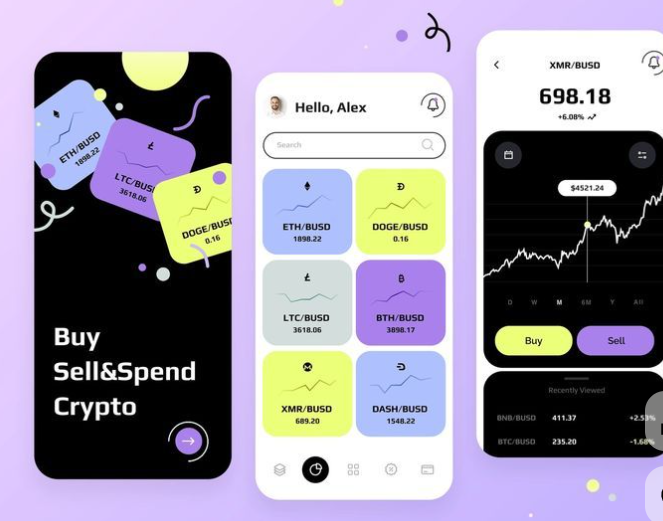 ETH/BUSD
1898.22
LTC/BUSD
3618.06
DOGE/BUSD
0.16
Buy
Sell&Spend
Crypto
Hello, Alex
Search
ETH/BUSD
1898.22
DOGE/BUSD
0.16
LTC/BUSD
3618.06
BTH/BUSD
3898.17
XMR/BUSD
689.20
DASH/BUSD
1548.22
XMR/BUSD
698.18
+6.08%
$4521.24
D W M 6M Y All
Buy
Sell
Recently Viewed
BNB/BUSD 411.37 +2.53%
BTC/BUSD 235.20 -1.68%